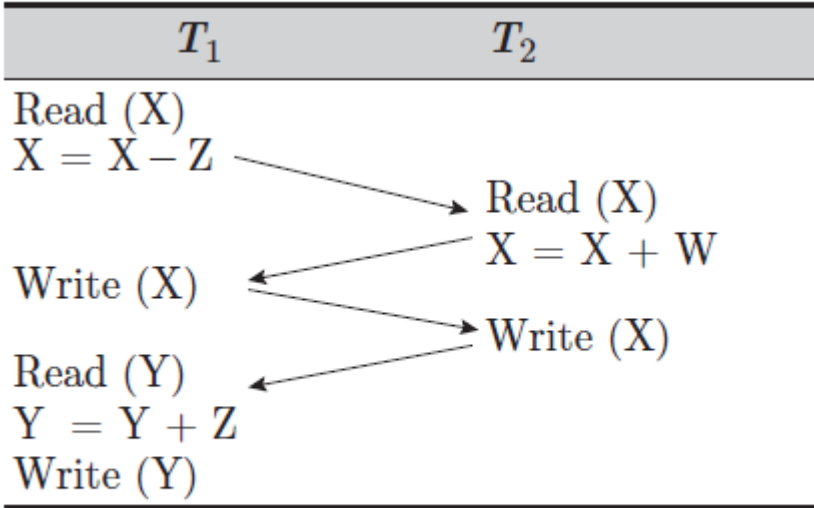 T₁ T₂
Read (X)
X = X – Z
Read (X)
X = X + W
Write (X)
Write (X)
Read (Y)
Y = Y + Z
Write (Y)